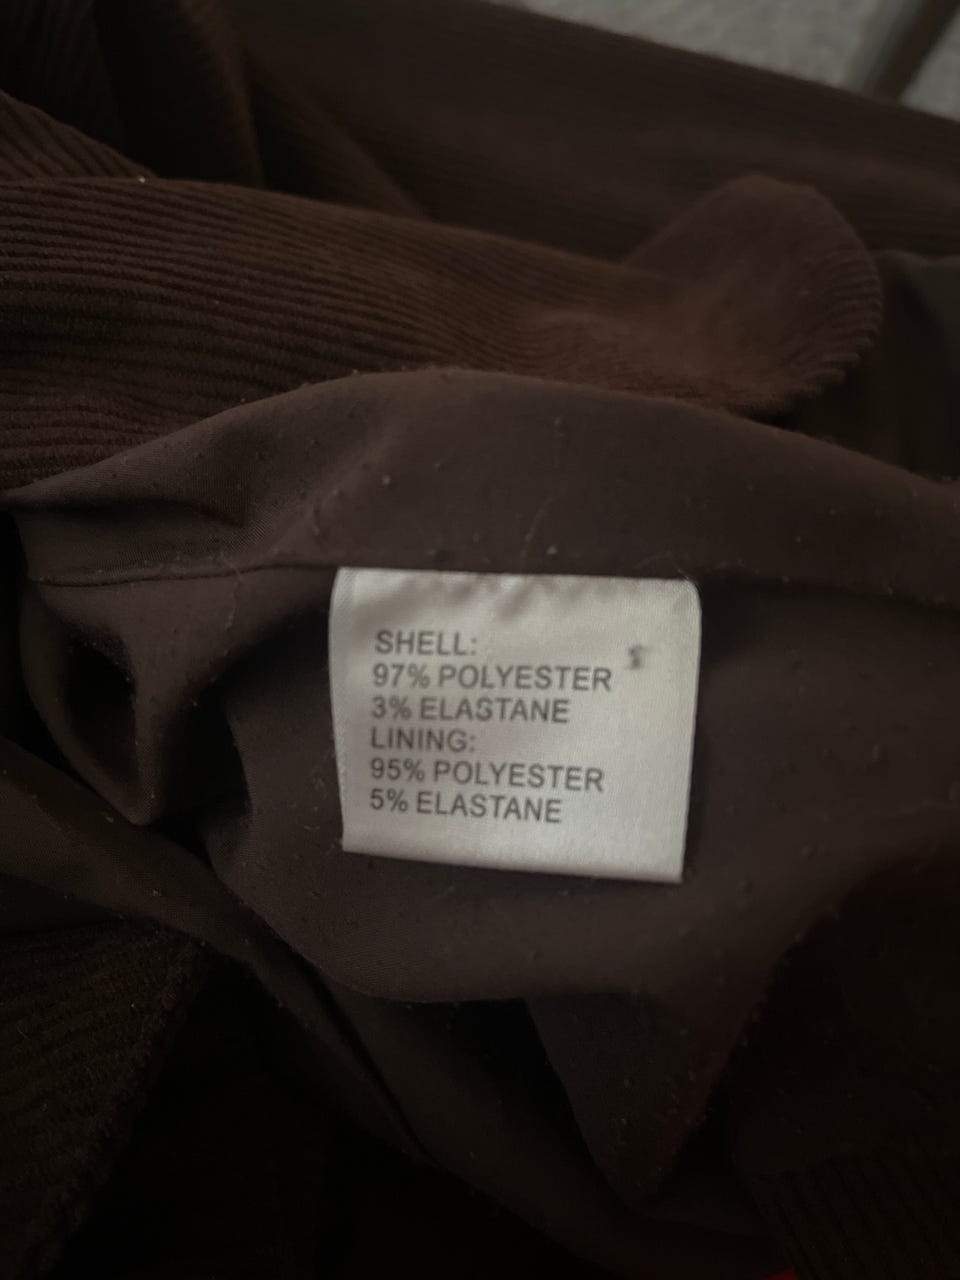 SHELL:
97% POLYESTER
3% ELASTANE
LINING:
95% POLYESTER
5% ELASTANE